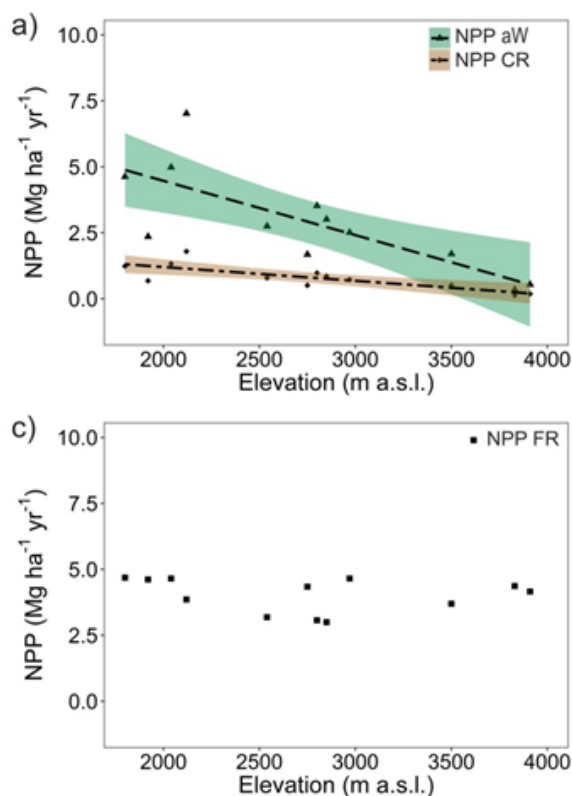 a)
NPP aW
NPP CR
10.0
7.5
5.0
2.5
0.0
NPP (Mg ha⁻¹ yr⁻¹)
2000 2500 3000 3500 4000
Elevation (m a.s.l.)
c)
NPP FR
10.0
7.5
5.0
2.5
0.0
NPP (Mg ha⁻¹ yr⁻¹)
2000 2500 3000 3500 4000
Elevation (m a.s.l.)